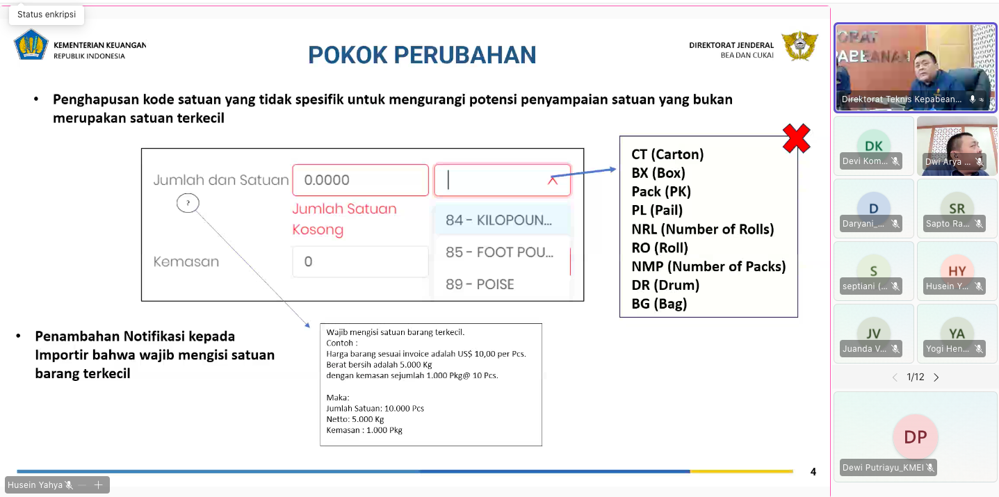 Status enkripsi
KEMENTERIAN KEUANGAN
REPUBLIK INDONESIA
POKOK PERUBAHAN
DIREKTORAT JENDERAL
BEA DAN CUKAI
• Penghapusan kode satuan yang tidak spesifik untuk mengurangi potensi penyampaian satuan yang bukan
merupakan satuan terkecil
Jumlah dan Satuan
0.0000
?
Jumlah Satuan
Kosong
84 - KILOPOUN...
85 - FOOT POU...
89 - POISE
Kemasan
0
CT (Carton)
BX (Box)
Pack (PK)
PL (Pail)
NRL (Number of Rolls)
RO (Roll)
NMP (Number of Packs)
DR (Drum)
BG (Bag)
• Penambahan Notifikasi kepada
Importir bahwa wajib mengisi satuan
barang terkecil
Wajib mengisi satuan barang terkecil.
Contoh :
Harga barang sesuai invoice adalah US$ 10,00 per Pcs.
Berat bersih adalah 5.000 Kg
dengan kemasan sejumlah 1.000 Pkg@ 10 Pcs.
Maka:
Jumlah Satuan: 10.000 Pcs
Netto: 5.000 Kg
Kemasan : 1.000 Pkg
4
Husein Yahya
Direktorat Teknis Kepabean...
DK
Devi Kom...
Dwi Arya ...
D
Daryani_...
SR
Sapto Ra...
S
septiani (...
HY
Husein Y...
JV
Juanda V...
YA
Yogi Hen...
1/12
DP
Dewi Putriayu_KMEI